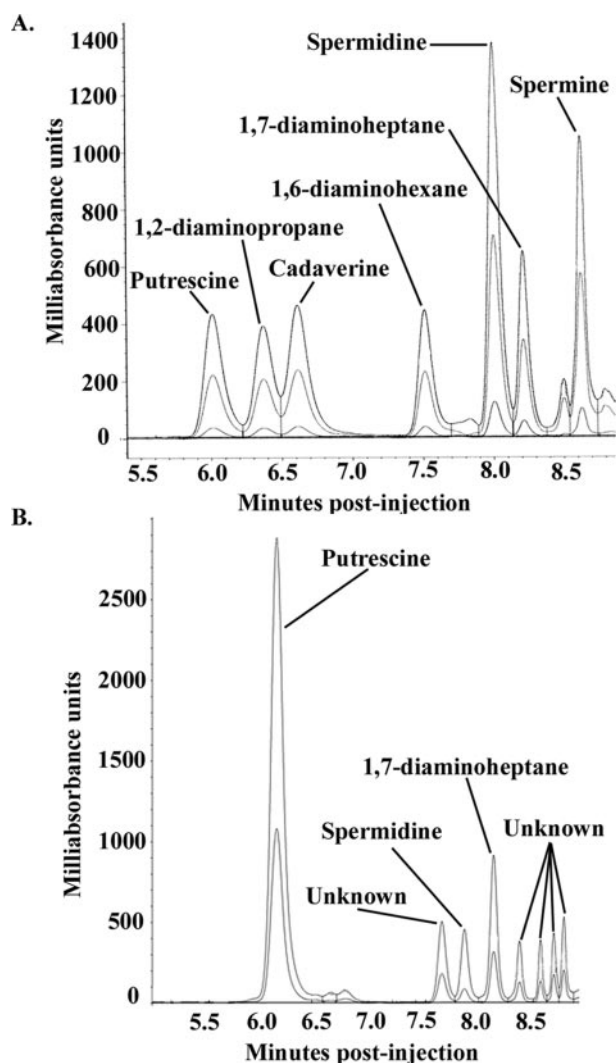 A.
1400
1200
1000
800
600
400
200
0
Milliabsorbance units
Spermidine
Spermine
1,7-diaminoheptane
1,6-diaminohexane
1,2-diaminopropane
Putrescine
Cadaverine
5.5 6.0 6.5 7.0 7.5 8.0 8.5
Minutes post-injection
B.
2500
2000
1500
1000
500
0
Milliabsorbance units
Putrescine
1,7-diaminoheptane
Spermidine
Unknown
Unknown
5.5 6.0 6.5 7.0 7.5 8.0 8.5
Minutes post-injection